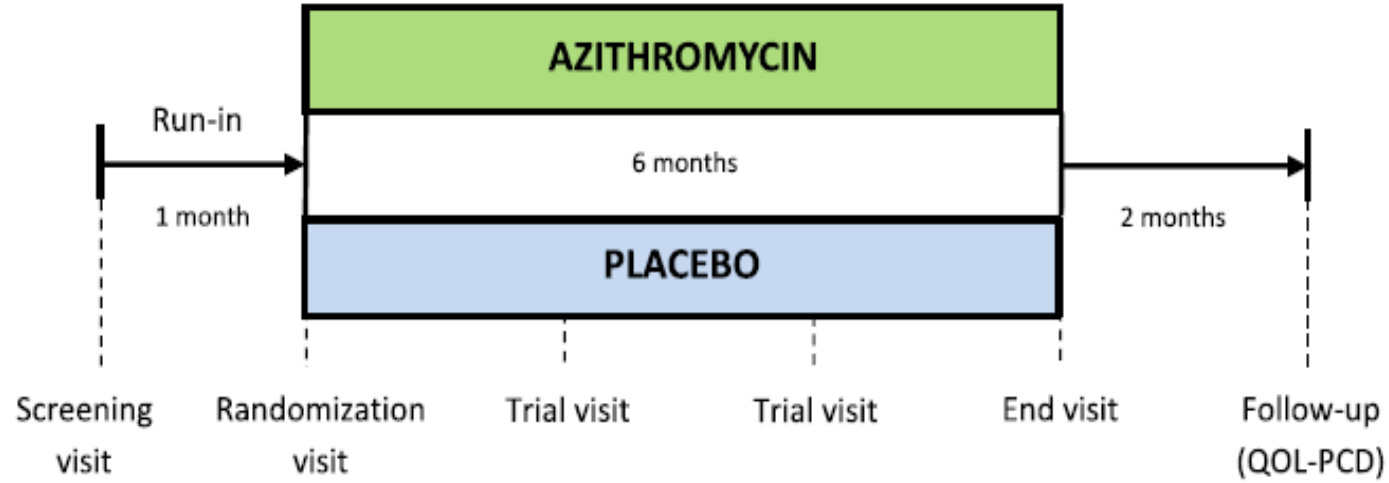 AZITHROMYCIN
Run-in
6 months
1 month
2 months
PLACEBO
Screening
visit
Randomization
visit
Trial visit
Trial visit
End visit
Follow-up
(QOL-PCD)